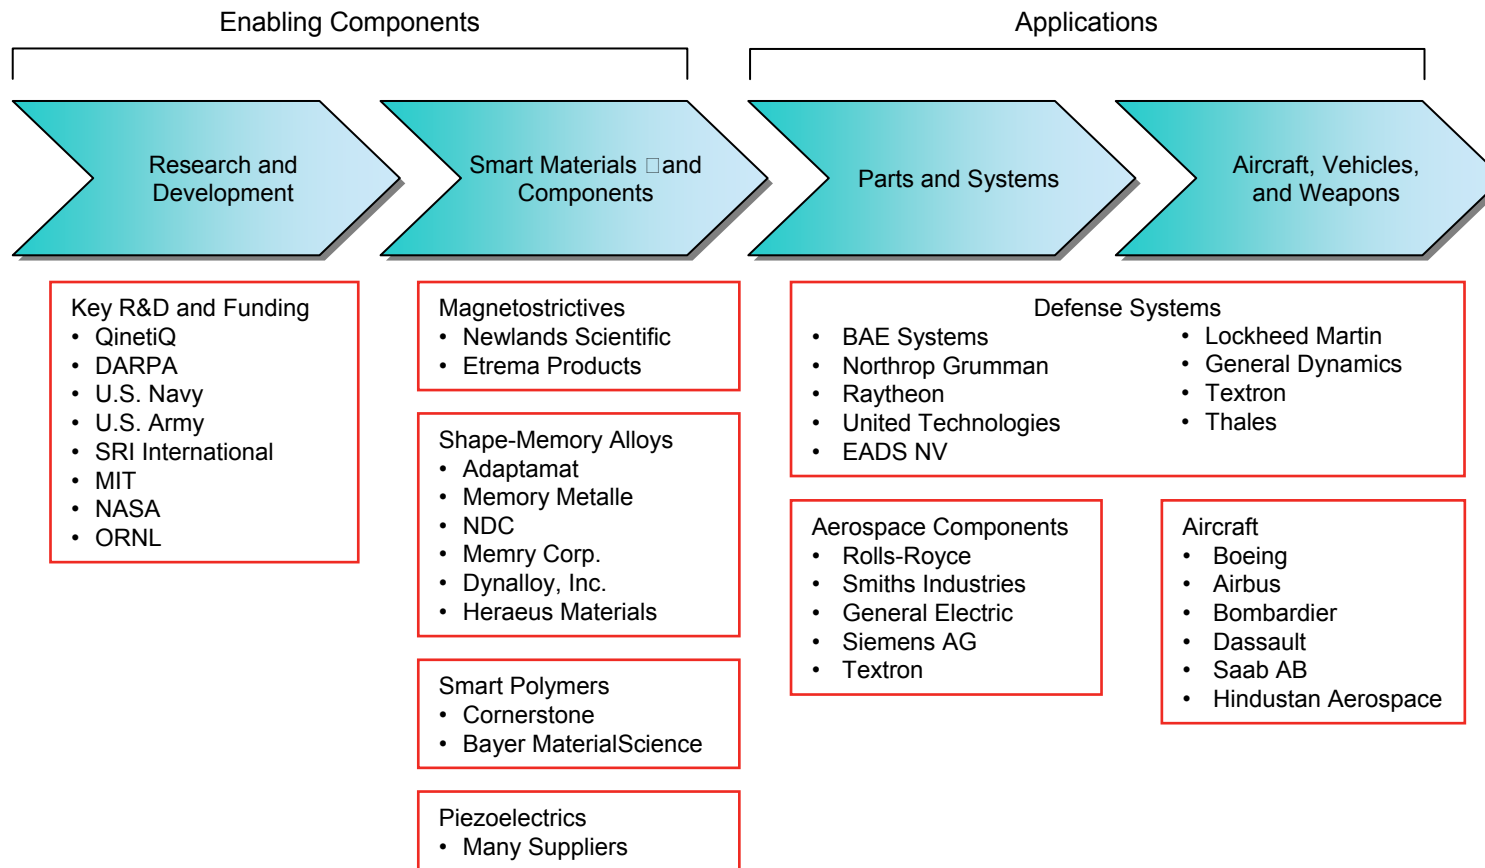 Enabling Components
Applications
Research and
Development
Smart Materials □and
Components
Parts and Systems
Aircraft, Vehicles,
and Weapons
Key R&D and Funding
• QinetiQ
• DARPA
• U.S. Navy
• U.S. Army
• SRI International
• MIT
• NASA
• ORNL
Magnetostrictives
• Newlands Scientific
• Etrema Products
Shape-Memory Alloys
• Adaptamat
• Memory Metalle
• NDC
• Memry Corp.
• Dynalloy, Inc.
• Heraeus Materials
Smart Polymers
• Cornerstone
• Bayer MaterialScience
Piezoelectrics
• Many Suppliers
Defense Systems
• BAE Systems
• Northrop Grumman
• Raytheon
• United Technologies
• EADS NV
• Lockheed Martin
• General Dynamics
• Textron
• Thales
Aerospace Components
• Rolls-Royce
• Smiths Industries
• General Electric
• Siemens AG
• Textron
Aircraft
• Boeing
• Airbus
• Bombardier
• Dassault
• Saab AB
• Hindustan Aerospace